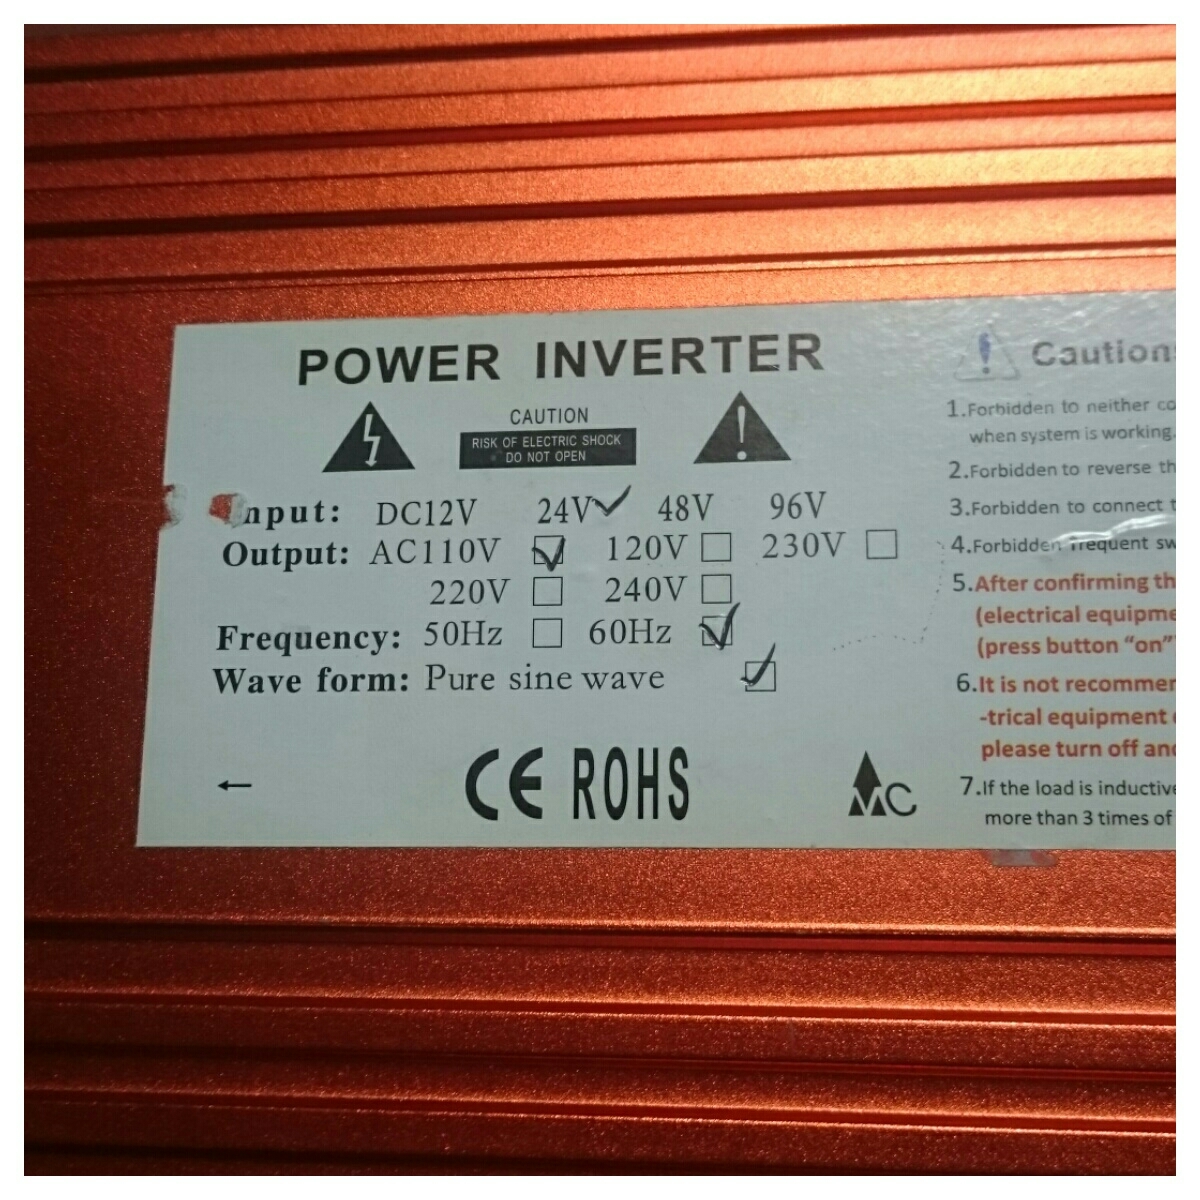 POWER INVERTER
CAUTION
RISK OF ELECTRIC SHOCK
DO NOT OPEN
Input: DC12V 24V✓ 48V 96V
Output: AC110V ☑ 120V ☐ 230V ☐
220V ☐ 240V ☐
Frequency: 50Hz ☐ 60Hz ☑
Wave form: Pure sine wave ☑
← CE ROHS MC
Caution
1.Forbidden to neither
when system is working.
2.Forbidden to reverse
3.Forbidden to connect
4.Forbidden frequent
5.After confirming
(electrical
(press button "on"
6.It is not
-trical equipment
please turn off
7.If the load is
more than 3 times of